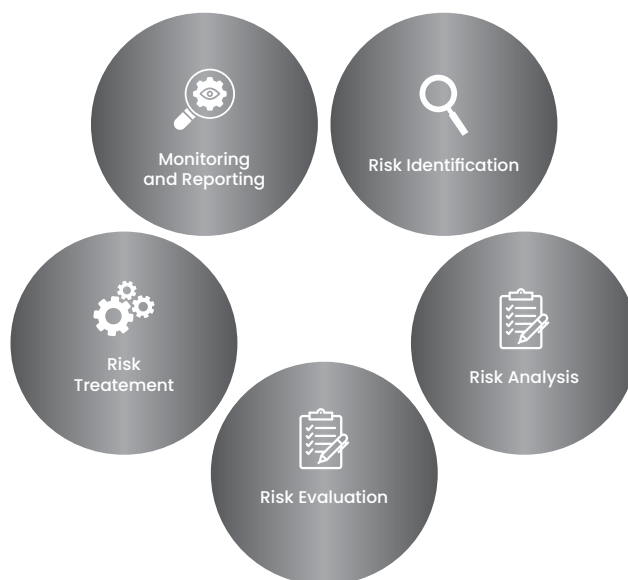 Monitoring
and Reporting
Risk Identification
Risk
Treatement
Risk Analysis
Risk Evaluation